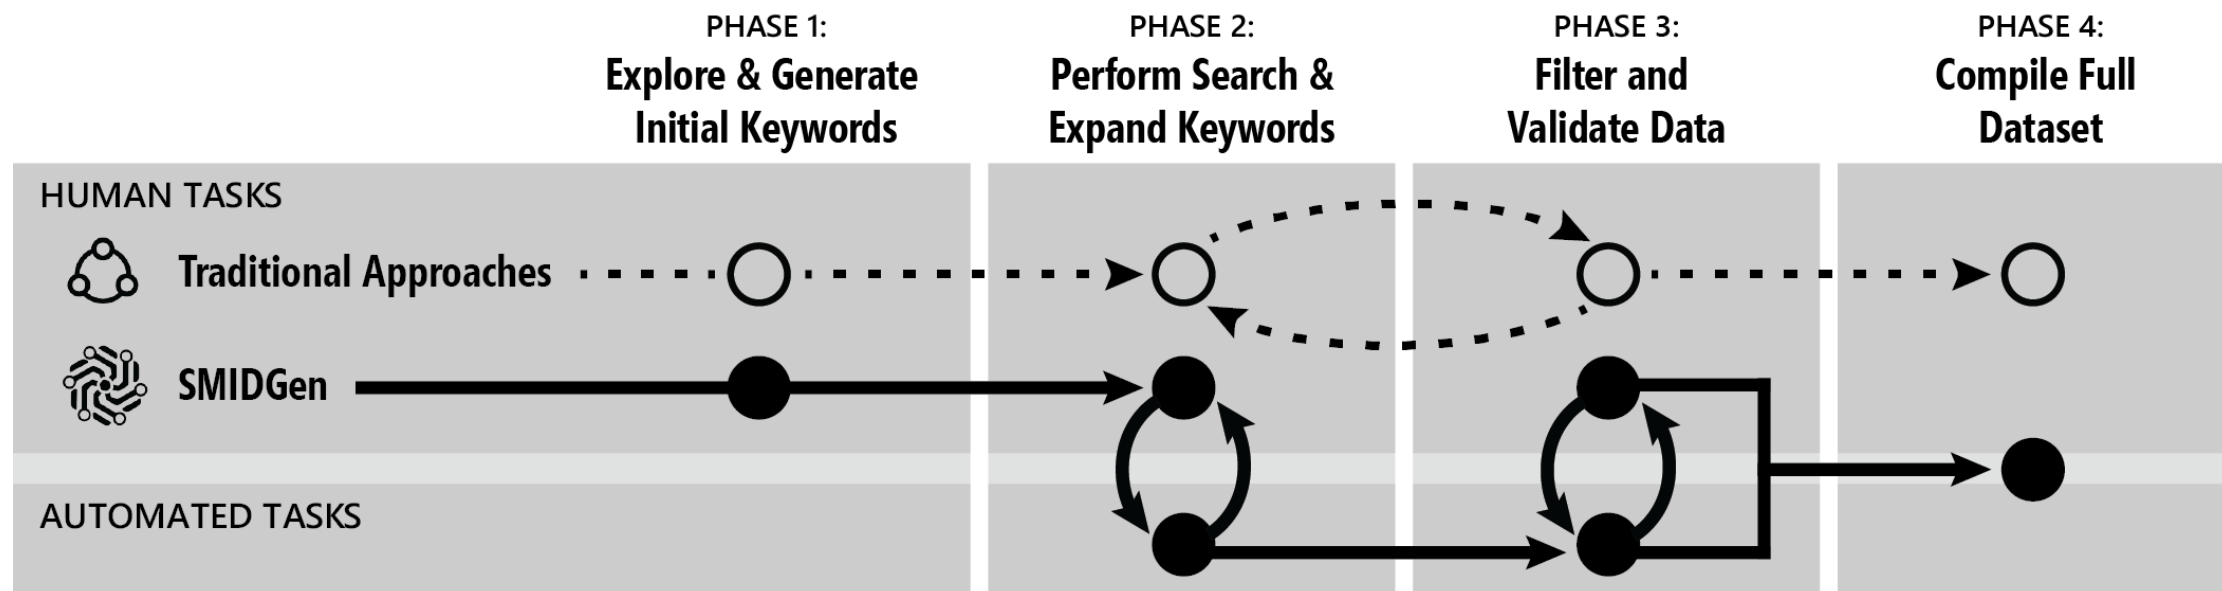 PHASE 1:
Explore & Generate
Initial Keywords
PHASE 2:
Perform Search &
Expand Keywords
PHASE 3:
Filter and
Validate Data
PHASE 4:
Compile Full
Dataset
HUMAN TASKS
Traditional Approaches
SMIDGen
AUTOMATED TASKS